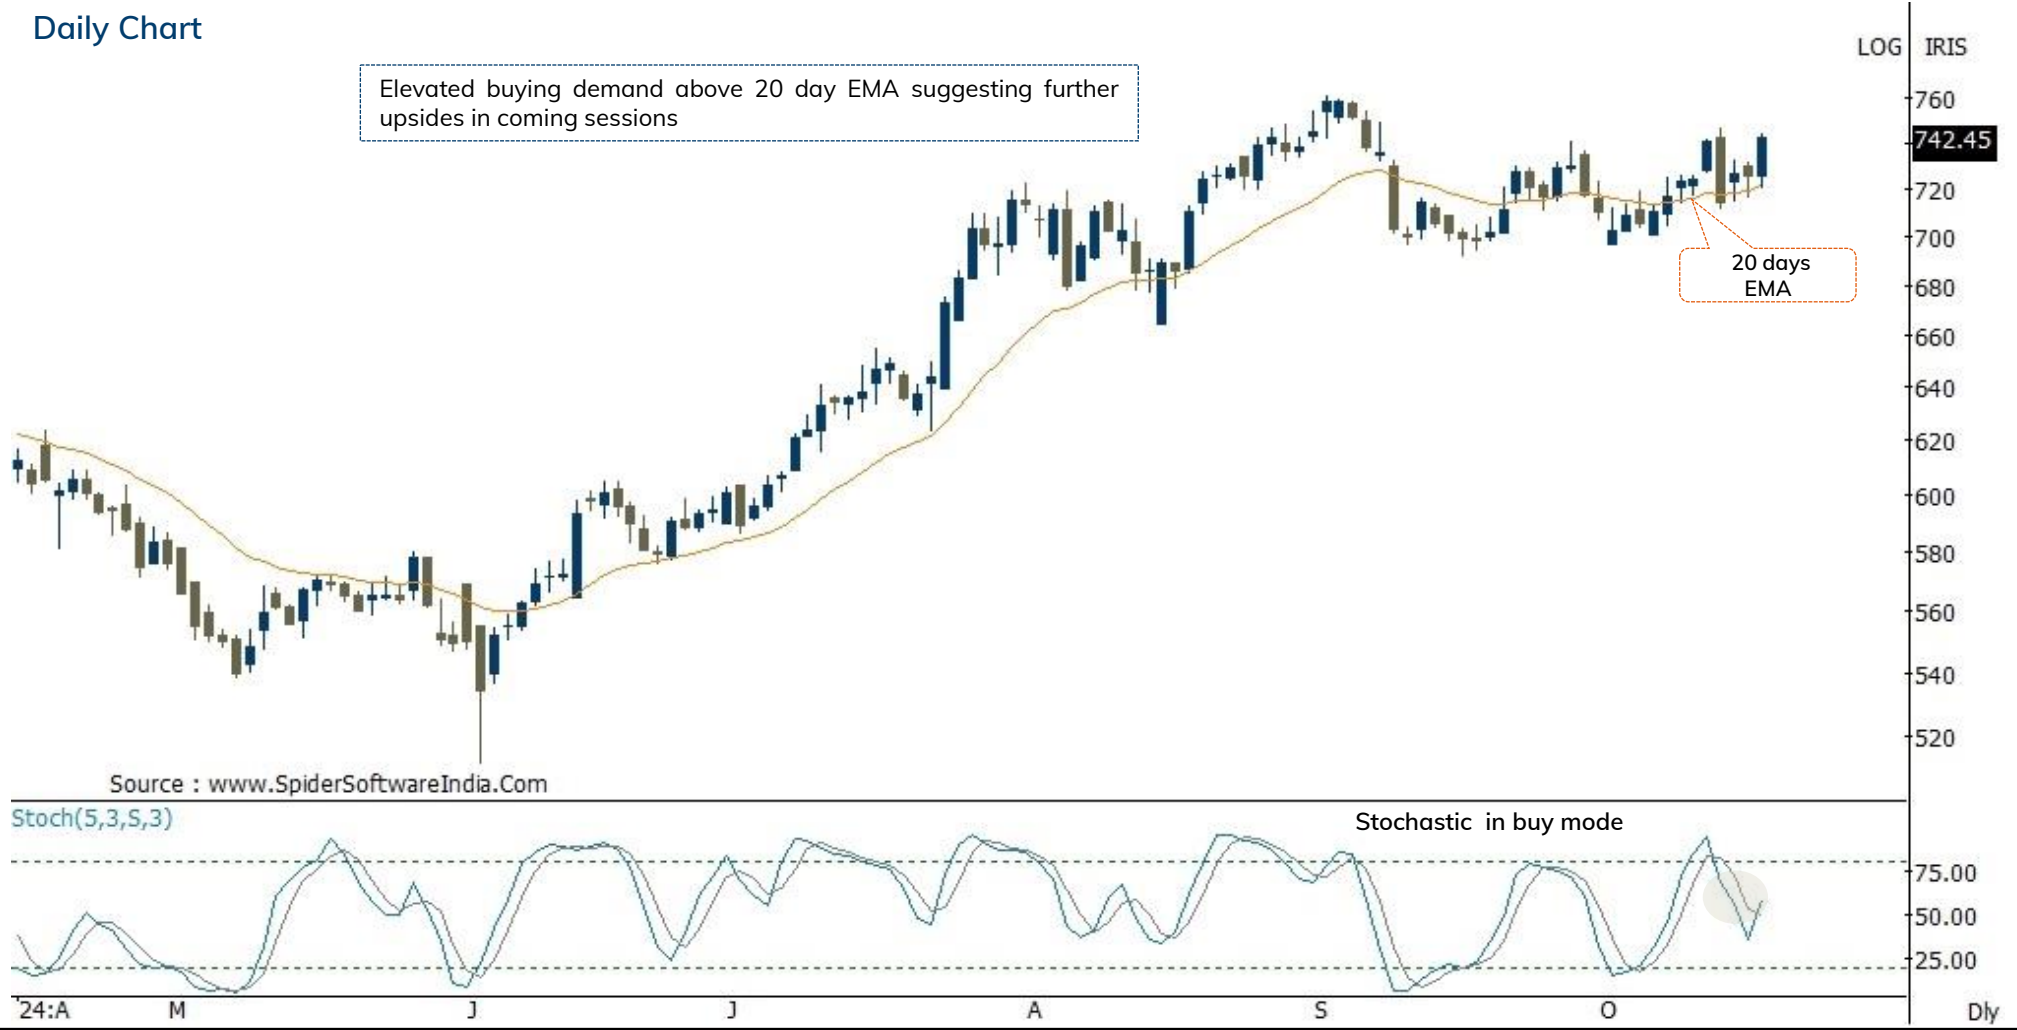 Daily Chart
LOG
IRIS
Elevated buying demand above 20 day EMA suggesting further
upsides in coming sessions
760
742.45
720
700
20 days
EMA
680
660
640
620
600
580
560
540
520
Source : www.SpiderSoftwareIndia.Com
Stoch(5,3,S,3)
Stochastic in buy mode
75.00
50.00
25.00
'24:A
M
J
J
A
S
O
Dly